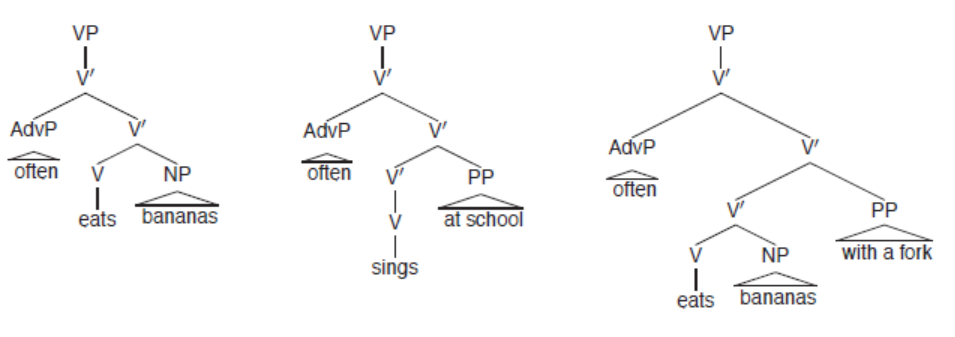 VP VP VP
V′ V′ V′
AdvP V′ AdvP V′ AdvP V′
often V NP often V′ PP often V′ PP
eats bananas V at school V NP with a fork
sings eats bananas